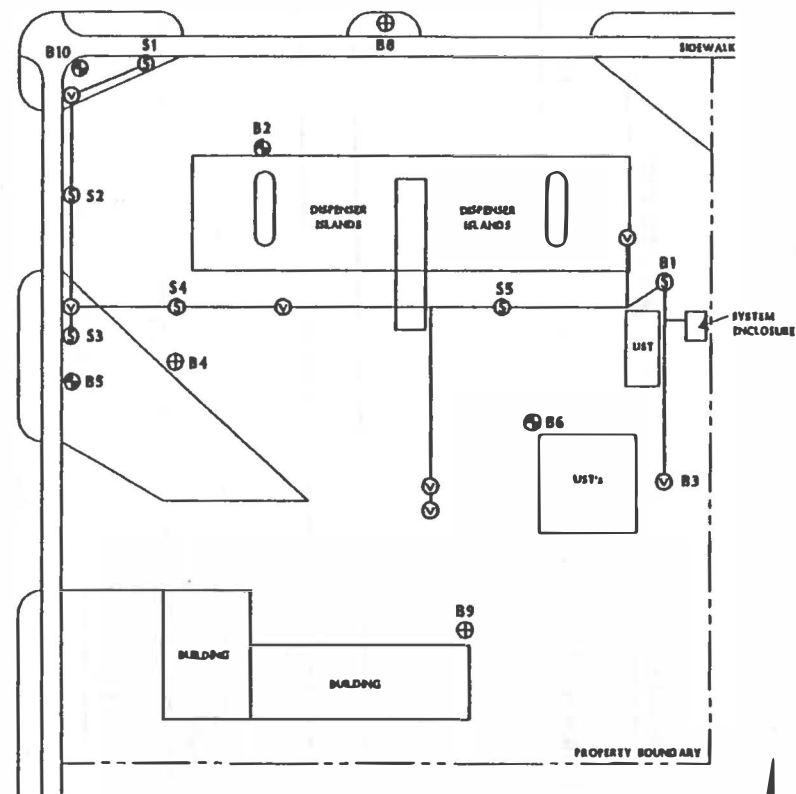 S1
B10
B8
SIDEWALK
V
S
B2
S S2
DISPENSER
ISLANDS
DISPENSER
ISLANDS
V
B1
S
S4
S5
V
S
V
S
SYSTEM
ENCLOSURE
UST
S S3
B4
B5
B6
UST's
V
V
V B3
B9
BUILDING
BUILDING
PROPERTY BOUNDARY